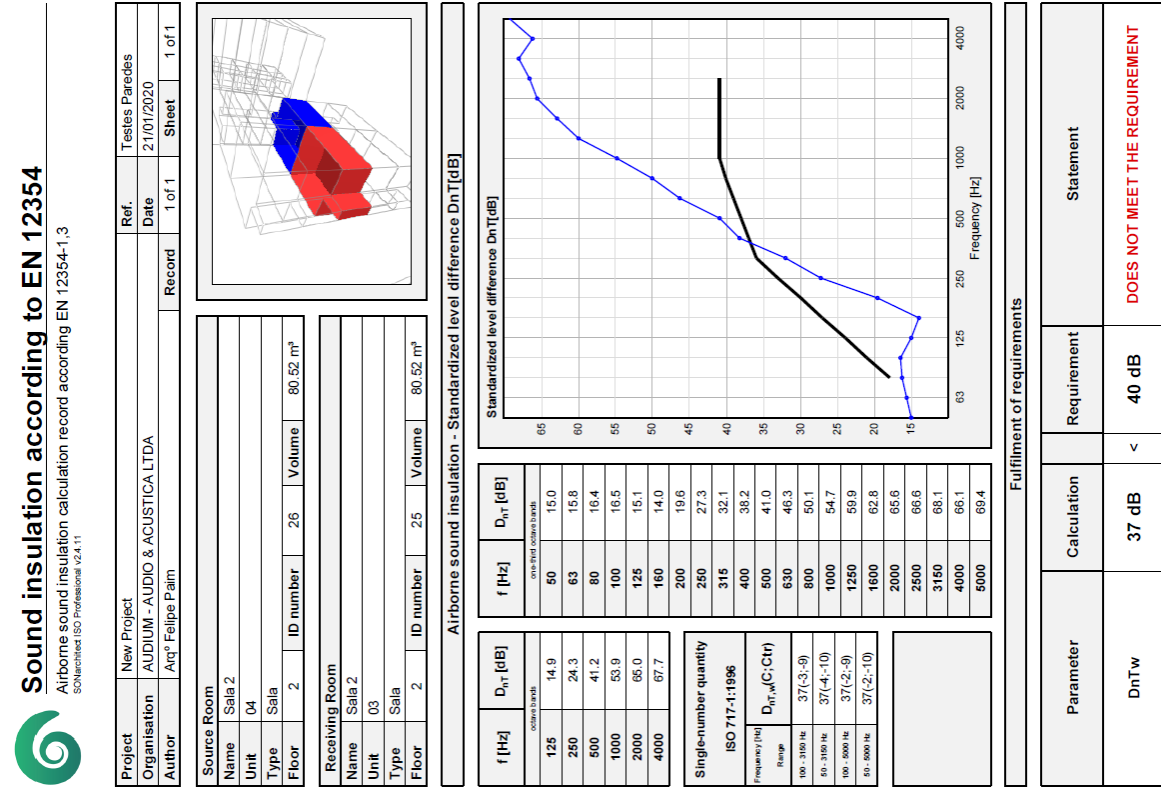 Sound insulation according to EN 12354
Airborne sound insulation calculation record according EN 12354-1,3
SONarchitect ISO Professional v2.4.11
Project New Project Ref. Testes Paredes
Organisation AUDIUM - AUDIO & ACUSTICA LTDA Date 21/01/2020
Author Arqº Felipe Paim Record 1 of 1 Sheet 1 of 1
Source Room
Name Sala 2
Unit 04
Type Sala
Floor 2 ID number 26 Volume 80.52 m³
Receiving Room
Name Sala 2
Unit 03
Type Sala
Floor 2 ID number 25 Volume 80.52 m³
Airborne sound insulation - Standardized level difference DnT[dB]
f [Hz] DnT [dB]
octave bands
125 14.9
250 24.3
500 41.2
1000 53.9
2000 65.0
4000 67.7
Single-number quantity
ISO 717-1:1996
Frequency [Hz] Range DnT,w(C;Ctr)
100 - 3150 Hz 37(-3;-9)
50 - 3150 Hz 37(-4;-10)
100 - 5000 Hz 37(-2;-9)
50 - 5000 Hz 37(-2;-10)
f [Hz] DnT [dB]
one-third octave bands
50 15.0
63 15.8
80 16.4
100 16.5
125 15.1
160 14.0
200 19.6
250 27.3
315 32.1
400 38.2
500 41.0
630 46.3
800 50.1
1000 54.7
1250 59.9
1600 62.8
2000 65.6
2500 66.6
3150 68.1
4000 66.1
5000 69.4
Standardized level difference DnT[dB]
65
60
55
50
45
40
35
30
25
20
15
63 125 250 500 1000 2000 4000
Frequency [Hz]
Fulfilment of requirements
Parameter Calculation Requirement Statement
DnTw 37 dB < 40 dB DOES NOT MEET THE REQUIREMENT